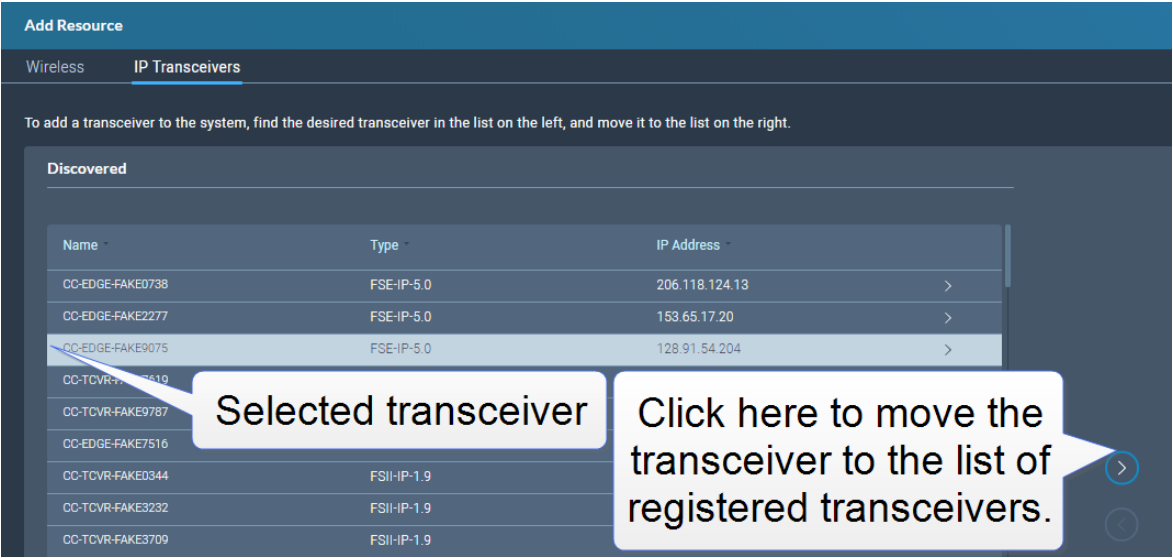 Add Resource
Wireless IP Transceivers
To add a transceiver to the system, find the desired transceiver in the list on the left, and move it to the list on the right.
Discovered
Name Type IP Address
CC-EDGE-FAKE0738 FSE-IP-5.0 206.118.124.13
CC-EDGE-FAKE2277 FSE-IP-5.0 153.65.17.20
CC-EDGE-FAKE9075 FSE-IP-5.0 128.91.54.204
CC-TCVR-FAKE9787
CC-EDGE-FAKE7516
CC-TCVR-FAKE0344 FSII-IP-1.9
CC-TCVR-FAKE3232 FSII-IP-1.9
CC-TCVR-FAKE3709 FSII-IP-1.9
Selected transceiver
Click here to move the
transceiver to the list of
registered transceivers.